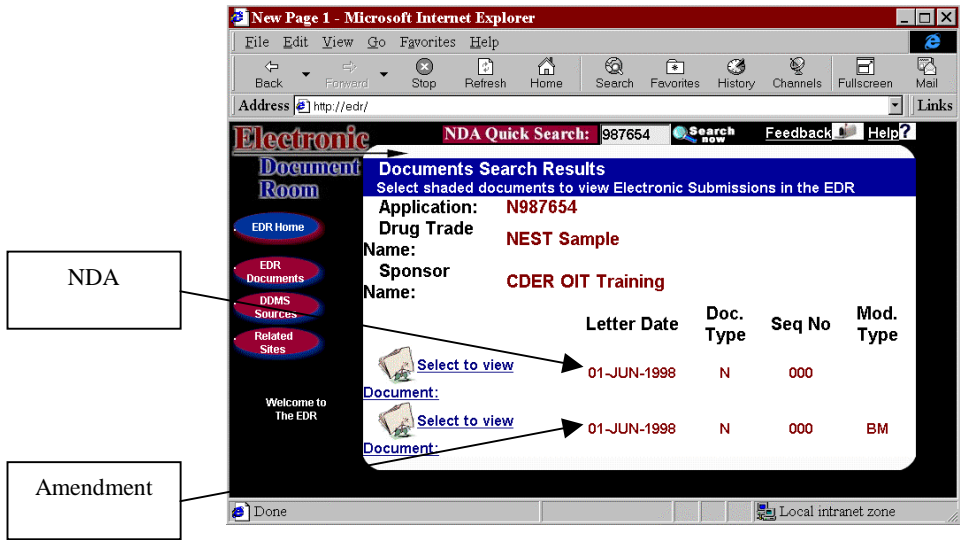 New Page 1 - Microsoft Internet Explorer
File Edit View Go Favorites Help
Back Forward Stop Refresh Home Search Favorites History Channels Fullscreen Mail
Address http://edr/ Links
Electronic
Document
Room
NDA Quick Search: 987654 Search now Feedback Help?
Documents Search Results
Select shaded documents to view Electronic Submissions in the EDR
Application: N987654
Drug Trade
Name: NEST Sample
Sponsor
Name: CDER OIT Training
EDR Home
EDR
Documents
DDMS
Sources
Related
Sites
Welcome to
The EDR
NDA
Amendment
Letter Date Doc. Type Seq No Mod. Type
Select to view
Document: 01-JUN-1998 N 000
Select to view
Document: 01-JUN-1998 N 000 BM
Done Local intranet zone